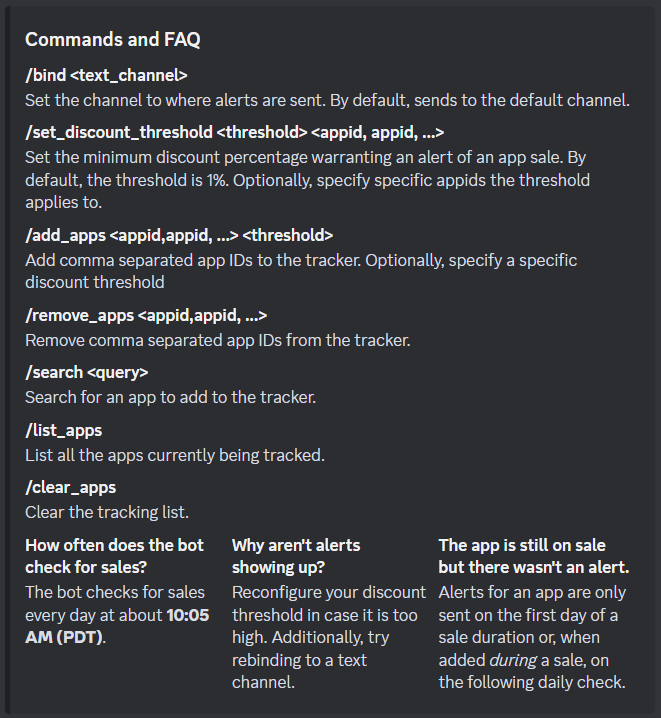 Commands and FAQ
/bind <text_channel>
Set the channel to where alerts are sent. By default, sends to the default channel.
/set_discount_threshold <threshold> <appid, appid, ...>
Set the minimum discount percentage warranting an alert of an app sale. By
default, the threshold is 1%. Optionally, specify specific appids the threshold
applies to.
/add_apps <appid,appid, ...> <threshold>
Add comma separated app IDs to the tracker. Optionally, specify a specific
discount threshold
/remove_apps <appid,appid, ...>
Remove comma separated app IDs from the tracker.
/search <query>
Search for an app to add to the tracker.
/list_apps
List all the apps currently being tracked.
/clear_apps
Clear the tracking list.
How often does the bot
check for sales?
The bot checks for sales
every day at about 10:05
AM (PDT).
Why aren't alerts
showing up?
Reconfigure your discount
threshold in case it is too
high. Additionally, try
rebinding to a text
channel.
The app is still on sale
but there wasn't an alert.
Alerts for an app are only
sent on the first day of a
sale duration or, when
added during a sale, on
the following daily check.